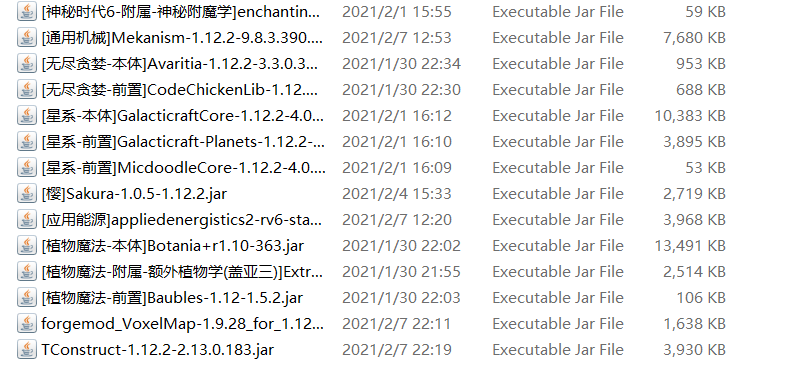 [神秘时代6-附属-神秘附魔学]enchantin... 2021/2/1 15:55 Executable Jar File 59 KB
[通用机械]Mekanism-1.12.2-9.8.3.390.... 2021/2/7 12:53 Executable Jar File 7,680 KB
[无尽贪婪-本体]Avaritia-1.12.2-3.3.0.3... 2021/1/30 22:34 Executable Jar File 953 KB
[无尽贪婪-前置]CodeChickenLib-1.12.... 2021/1/30 22:30 Executable Jar File 688 KB
[星系-本体]GalacticraftCore-1.12.2-4.0... 2021/2/1 16:12 Executable Jar File 10,383 KB
[星系-前置]Galacticraft-Planets-1.12.2-... 2021/2/1 16:10 Executable Jar File 3,895 KB
[星系-前置]MicdoodleCore-1.12.2-4.0.... 2021/2/1 16:09 Executable Jar File 53 KB
[樱]Sakura-1.0.5-1.12.2.jar 2021/2/4 15:33 Executable Jar File 2,719 KB
[应用能源]appliedenergistics2-rv6-sta... 2021/2/7 12:20 Executable Jar File 3,968 KB
[植物魔法-本体]Botania+r1.10-363.jar 2021/1/30 22:02 Executable Jar File 13,491 KB
[植物魔法-附属-额外植物学(盖亚三)]Extr... 2021/1/30 21:55 Executable Jar File 2,514 KB
[植物魔法-前置]Baubles-1.12-1.5.2.jar 2021/1/30 22:03 Executable Jar File 106 KB
forgemod_VoxelMap-1.9.28_for_1.12... 2021/2/7 22:11 Executable Jar File 1,638 KB
TConstruct-1.12.2-2.13.0.183.jar 2021/2/7 22:19 Executable Jar File 3,930 KB